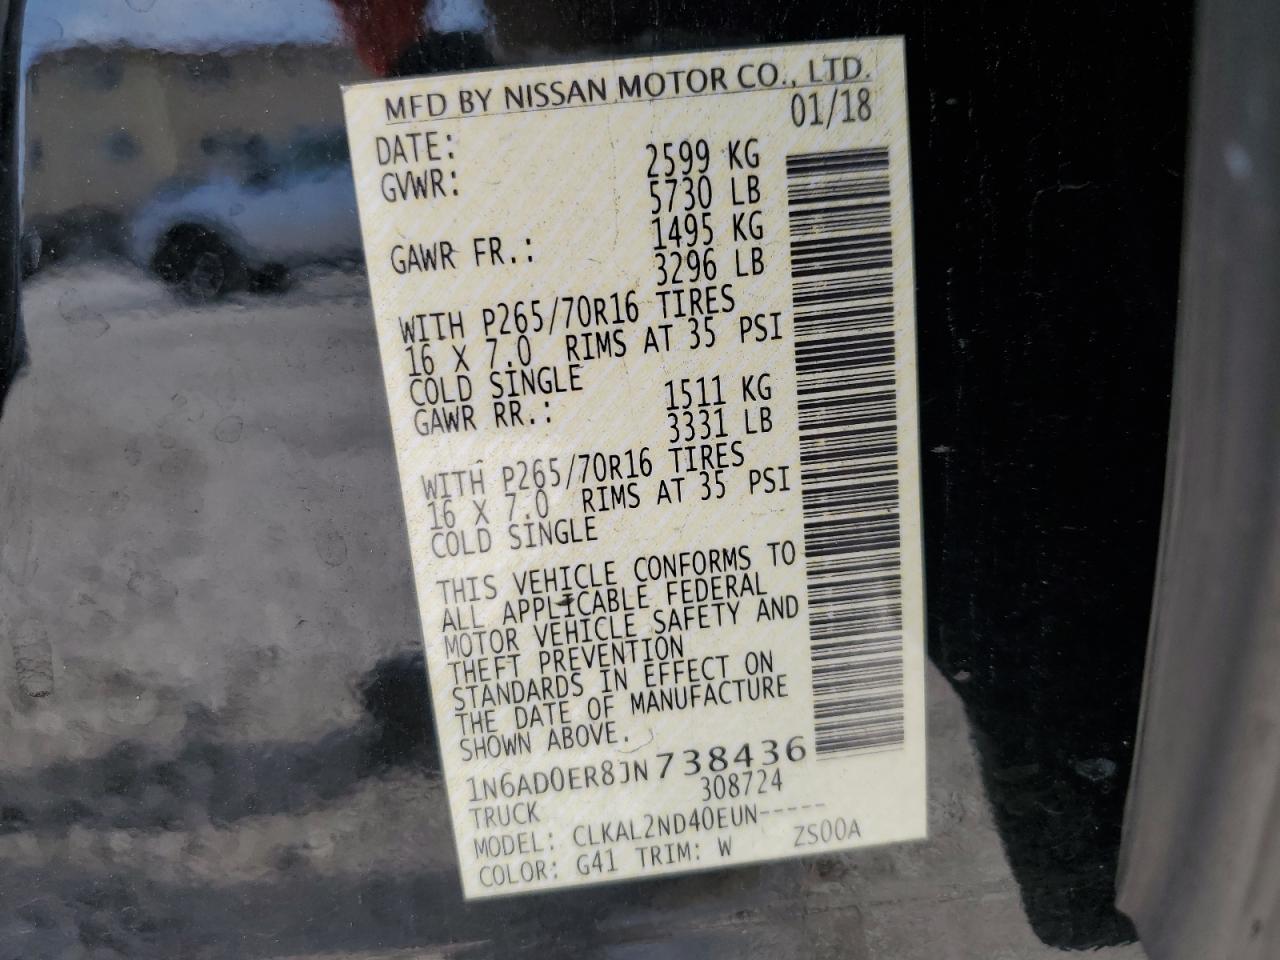 MFD BY NISSAN MOTOR CO., LTD.
DATE: 01/18
GVWR: 2599 KG
5730 LB
GAWR FR.: 1495 KG
3296 LB
WITH P265/70R16 TIRES
16 X 7.0 RIMS AT 35 PSI
COLD SINGLE
GAWR RR.: 1511 KG
3331 LB
WITH P265/70R16 TIRES
16 X 7.0 RIMS AT 35 PSI
COLD SINGLE
THIS VEHICLE CONFORMS TO
ALL APPLICABLE FEDERAL
MOTOR VEHICLE SAFETY AND
THEFT PREVENTION
STANDARDS IN EFFECT ON
THE DATE OF MANUFACTURE
SHOWN ABOVE.
1N6AD0ER8JN738436
308724
TRUCK
MODEL: CLKAL2ND40EUN-----
COLOR: G41 TRIM: W ZS00A